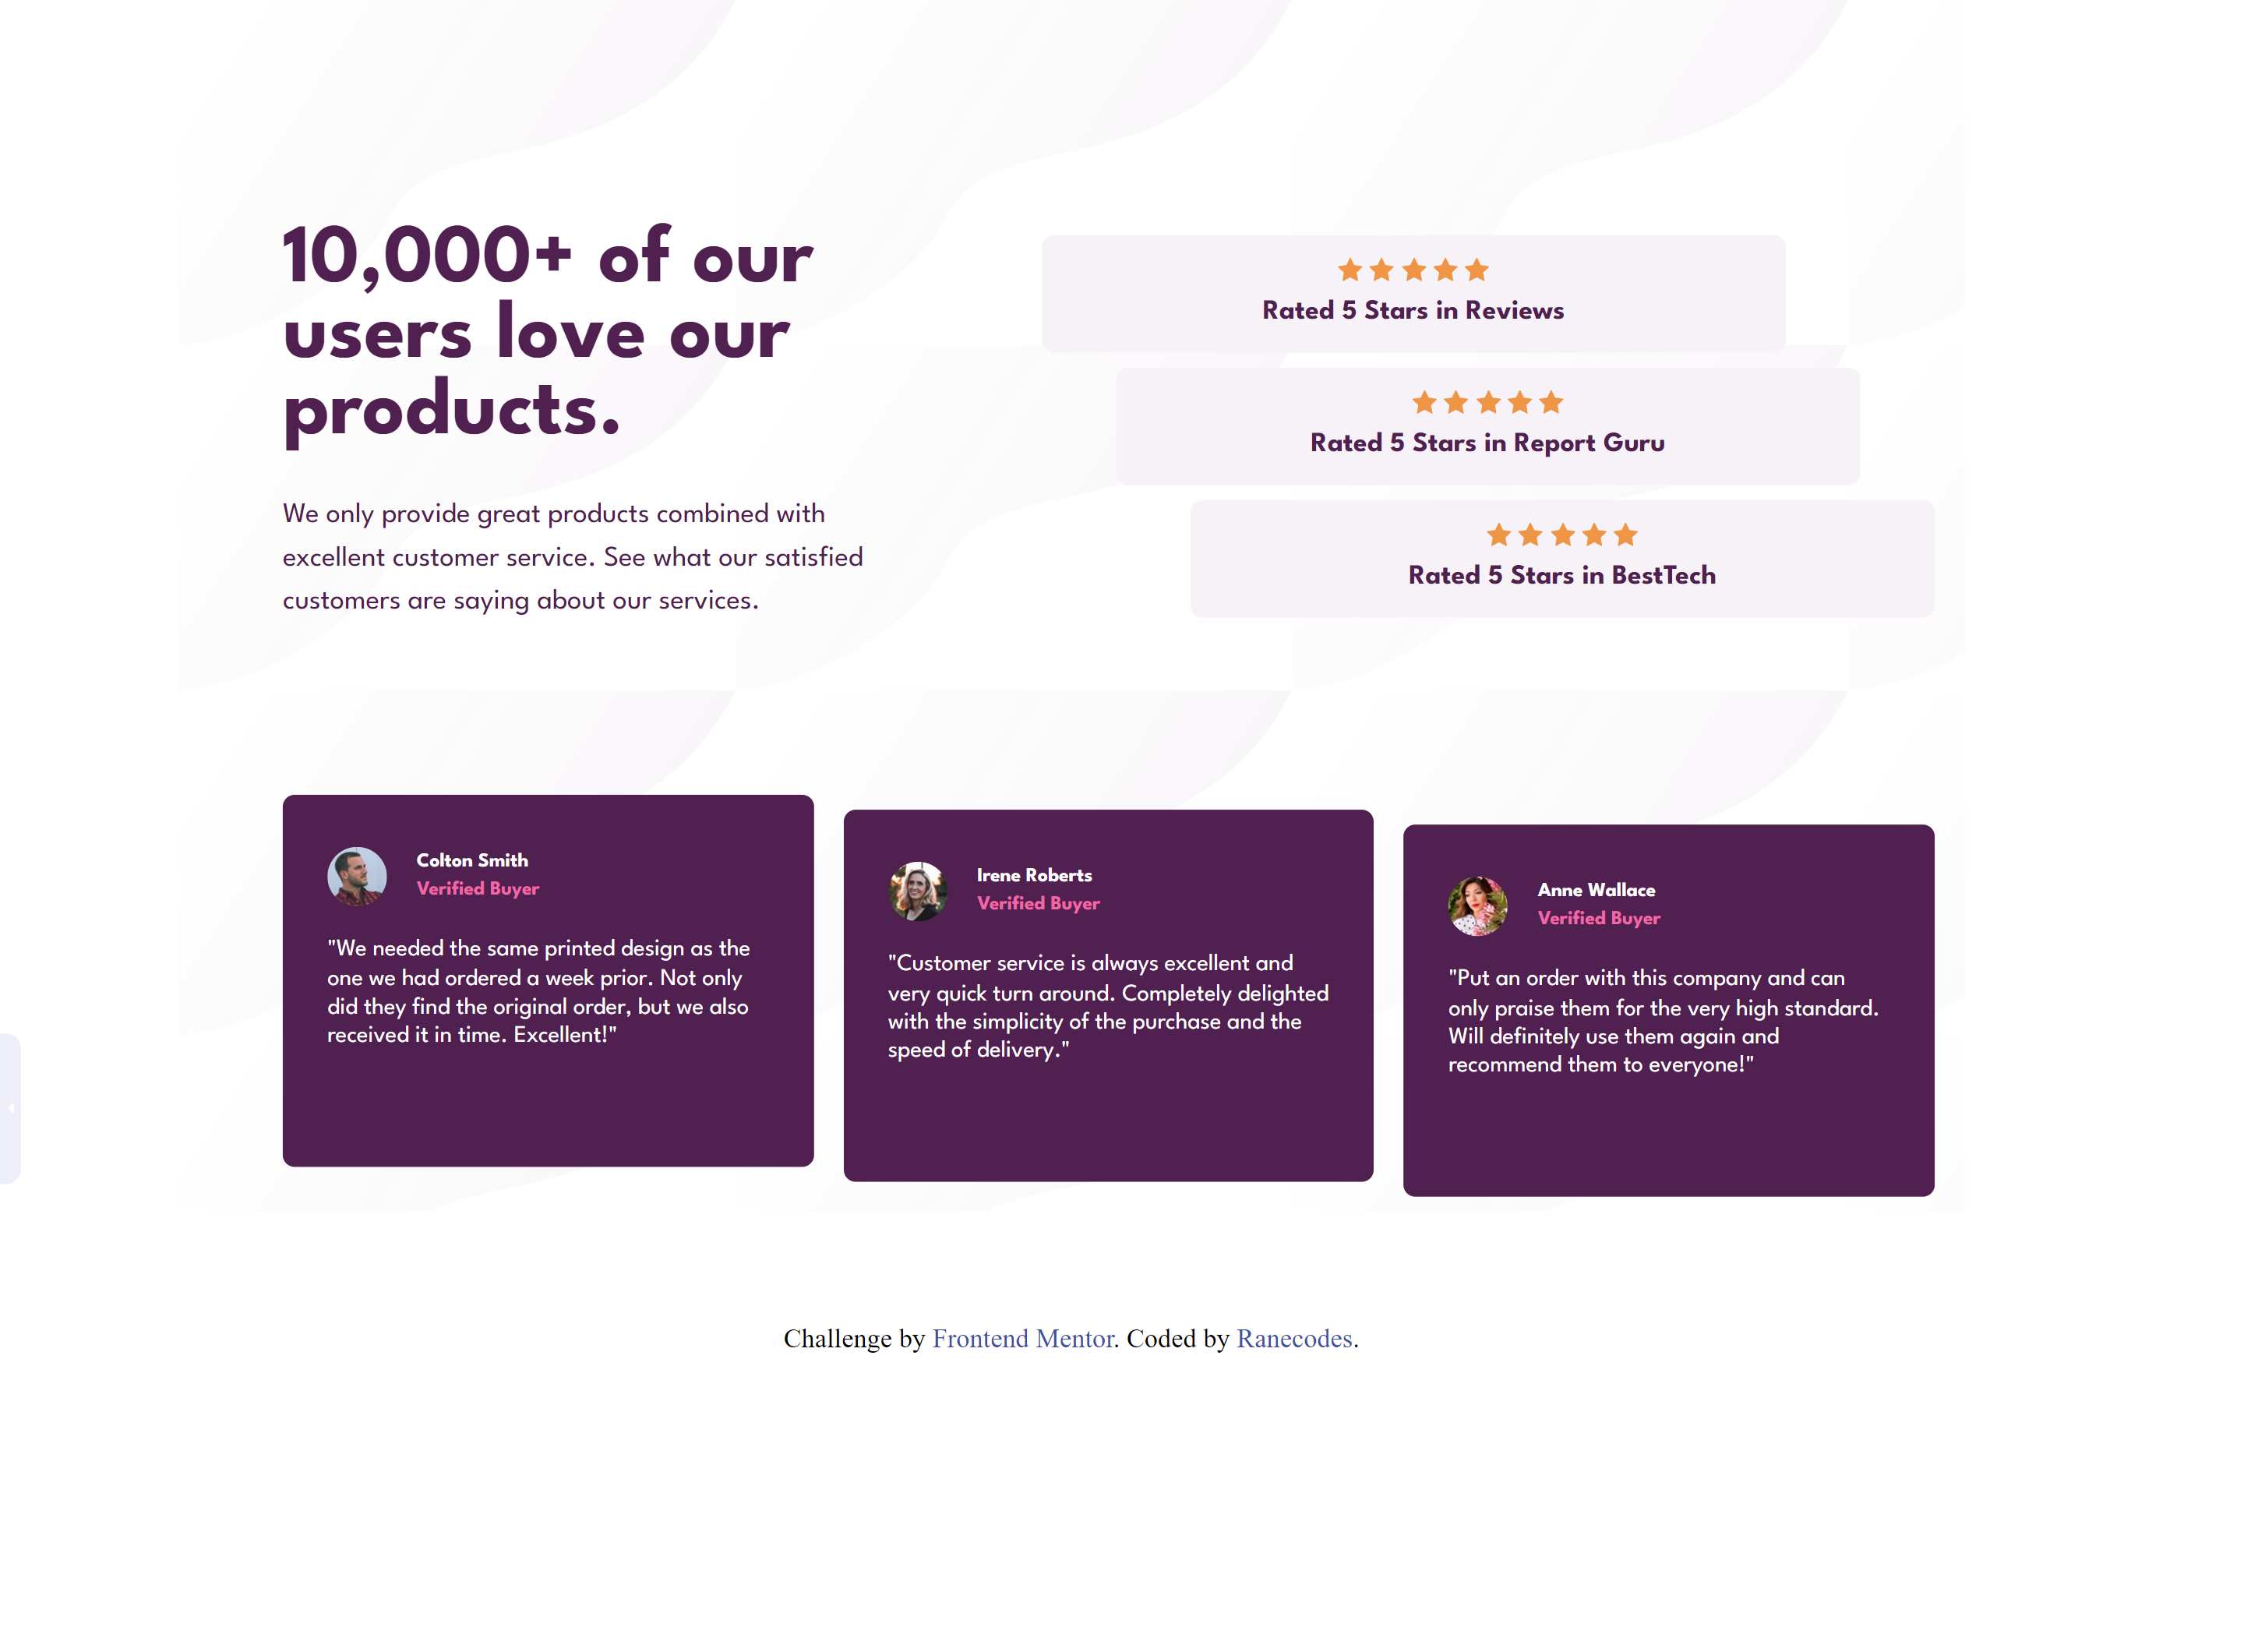 10,000+ of our
users love our
products.
We only provide great products combined with
excellent customer service. See what our satisfied
customers are saying about our services.
Rated 5 Stars in Reviews
Rated 5 Stars in Report Guru
Rated 5 Stars in BestTech
Colton Smith
Verified Buyer
"We needed the same printed design as the
one we had ordered a week prior. Not only
did they find the original order, but we also
received it in time. Excellent!"
Irene Roberts
Verified Buyer
"Customer service is always excellent and
very quick turn around. Completely delighted
with the simplicity of the purchase and the
speed of delivery."
Anne Wallace
Verified Buyer
"Put an order with this company and can
only praise them for the very high standard.
Will definitely use them again and
recommend them to everyone!"
Challenge by Frontend Mentor. Coded by Ranecodes.